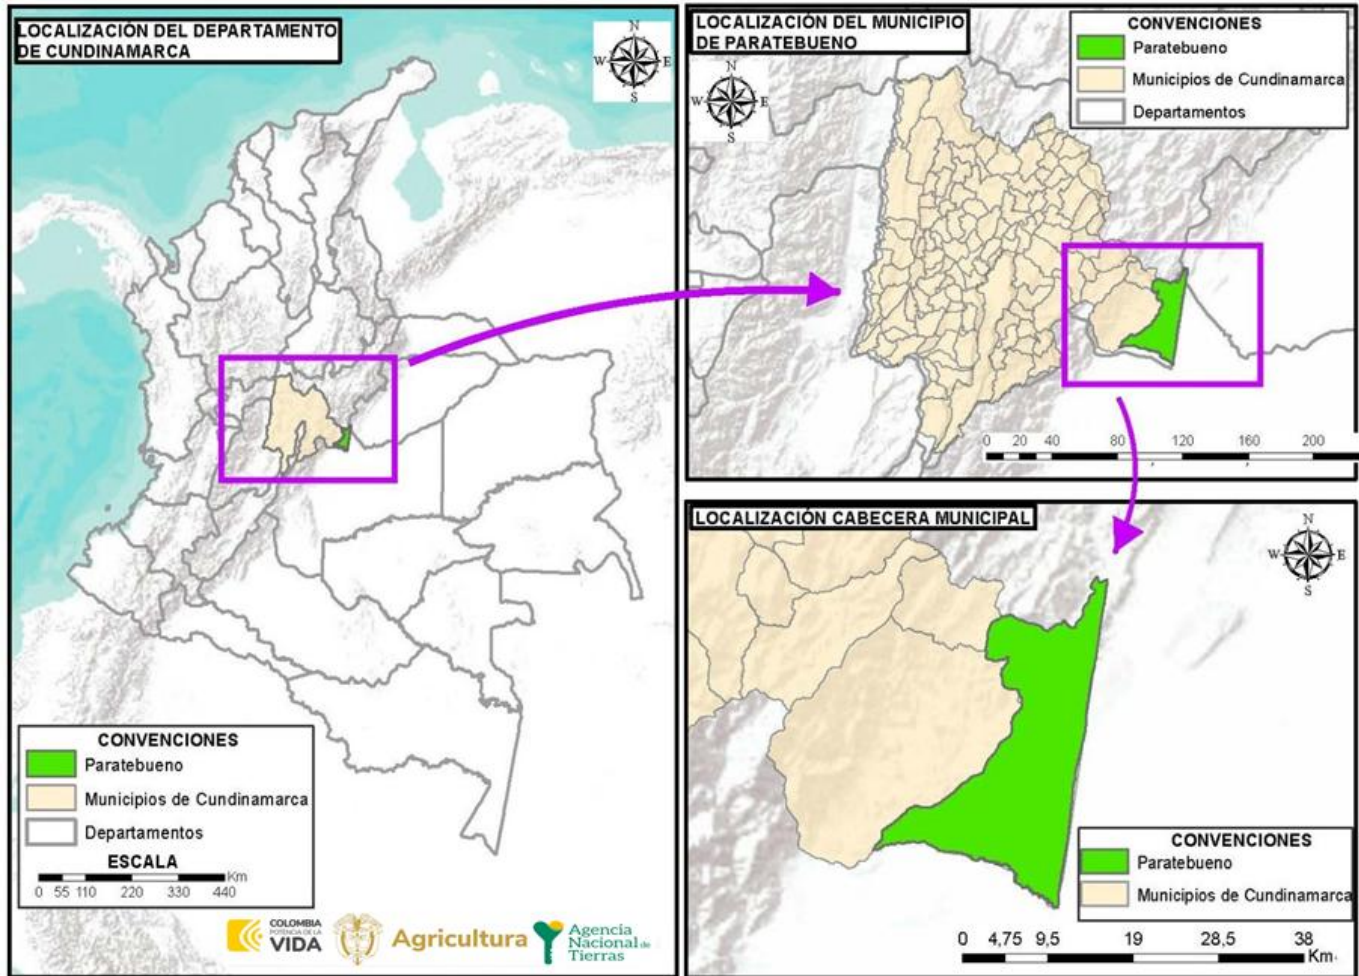 LOCALIZACIÓN DEL DEPARTAMENTO
DE CUNDINAMARCA
N
W E
S
CONVENCIONES
Paratebueno
Municipios de Cundinamarca
Departamentos
ESCALA
Km
0 55 110 220 330 440
COLOMBIA
POTENCIA DE LA
VIDA
Agricultura
Agencia
Nacional de
Tierras
LOCALIZACIÓN DEL MUNICIPIO
DE PARATEBUENO
N
W E
S
CONVENCIONES
Paratebueno
Municipios de Cundinamarca
Departamentos
0 20 40 80 120 160 200
LOCALIZACIÓN CABECERA MUNICIPAL
N
W E
S
CONVENCIONES
Paratebueno
Municipios de Cundinamarca
0 4,75 9,5 19 28,5 38
Km